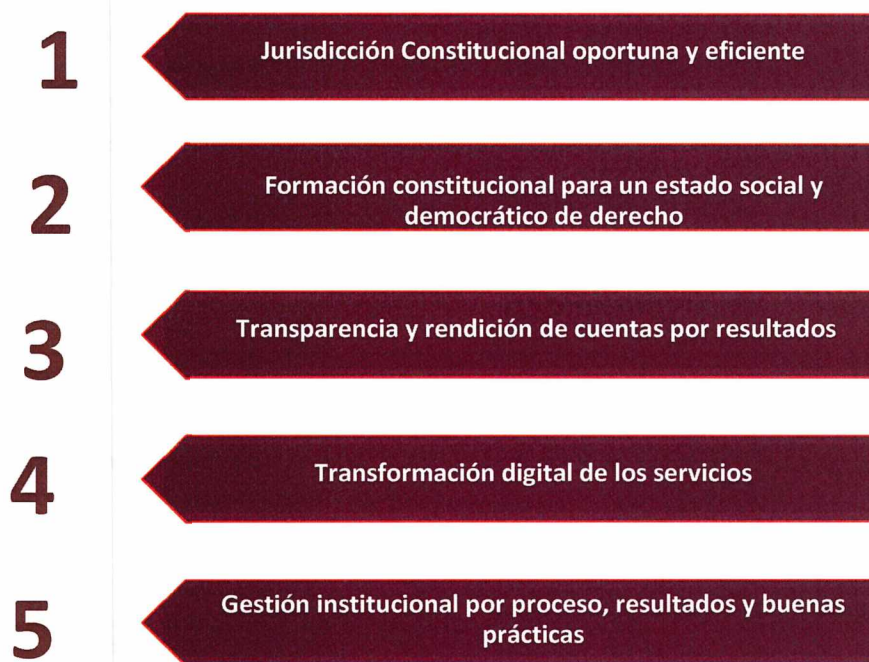 1
Jurisdicción Constitucional oportuna y eficiente
2
Formación constitucional para un estado social y
democrático de derecho
3
Transparencia y rendición de cuentas por resultados
4
Transformación digital de los servicios
5
Gestión institucional por proceso, resultados y buenas
prácticas